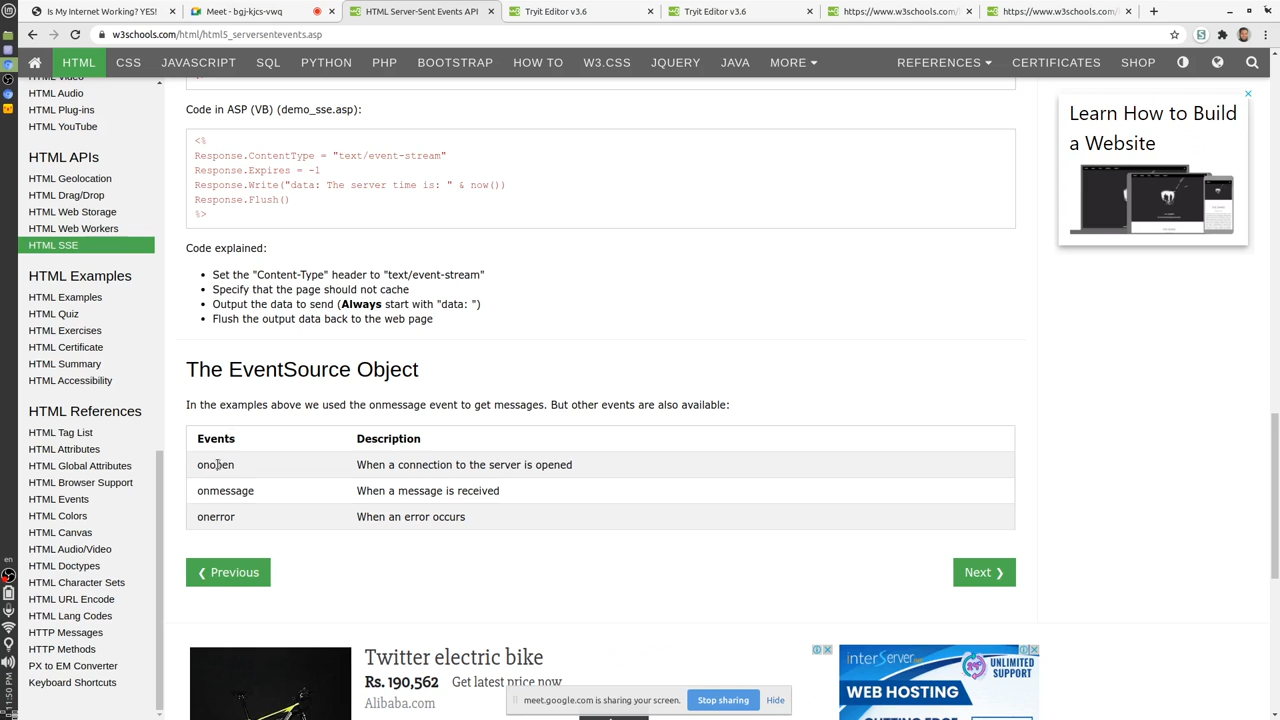 Is My Internet Working? YES!
Meet - bgj-kjcs-vwq
HTML Server-Sent Events API
Tryit Editor v3.6
Tryit Editor v3.6
https://www.w3schools.com/
https://www.w3schools.com/
w3schools.com/html/html5_serversentevents.asp
HTML
CSS
JAVASCRIPT
SQL
PYTHON
PHP
BOOTSTRAP
HOW TO
W3.CSS
JQUERY
JAVA
MORE
REFERENCES
CERTIFICATES
SHOP
HTML Video
HTML Audio
HTML Plug-ins
HTML YouTube
HTML APIs
HTML Geolocation
HTML Drag/Drop
HTML Web Storage
HTML Web Workers
HTML SSE
HTML Examples
HTML Examples
HTML Quiz
HTML Exercises
HTML Certificate
HTML Summary
HTML Accessibility
HTML References
HTML Tag List
HTML Attributes
HTML Global Attributes
HTML Browser Support
HTML Events
HTML Colors
HTML Canvas
HTML Audio/Video
HTML Doctypes
HTML Character Sets
HTML URL Encode
HTML Lang Codes
HTTP Messages
HTTP Methods
PX to EM Converter
Keyboard Shortcuts
en
11:50 PM
Code in ASP (VB) (demo_sse.asp):
<%
Response.ContentType = "text/event-stream"
Response.Expires = -1
Response.Write("data: The server time is: " & now())
Response.Flush()
%>
Code explained:
• Set the "Content-Type" header to "text/event-stream"
• Specify that the page should not cache
• Output the data to send (Always start with "data: ")
• Flush the output data back to the web page
The EventSource Object
In the examples above we used the onmessage event to get messages. But other events are also available:
Events Description
onopen When a connection to the server is opened
onmessage When a message is received
onerror When an error occurs
❮ Previous
Next ❯
Learn How to Build
a Website
Twitter electric bike
Rs. 190,562 Get latest price now
Alibaba.com
meet.google.com is sharing your screen.
Stop sharing
Hide
interServer
UNLIMITED
SUPPORT
WEB HOSTING
CUTTING EDGE